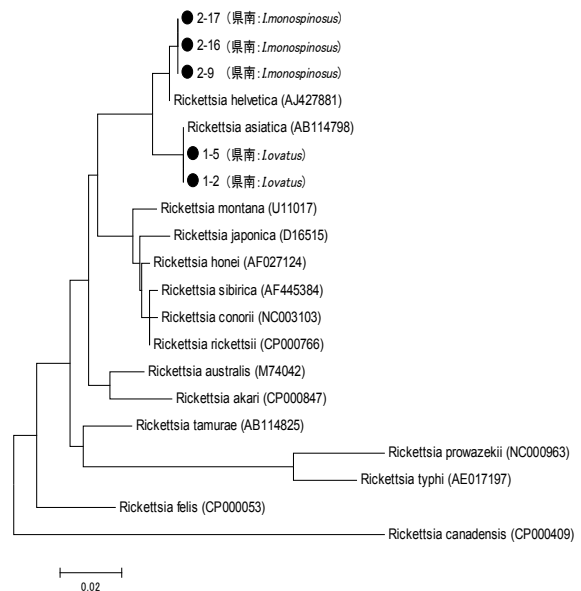 2-17 (県南:I.monospinosus)
2-16 (県南:I.monospinosus)
2-9 (県南:I.monospinosus)
Rickettsia helvetica (AJ427881)
Rickettsia asiatica (AB114798)
1-5 (県南:I.ovatus)
1-2 (県南:I.ovatus)
Rickettsia montana (U11017)
Rickettsia japonica (D16515)
Rickettsia honei (AF027124)
Rickettsia sibirica (AF445384)
Rickettsia conorii (NC003103)
Rickettsia rickettsii (CP000766)
Rickettsia australis (M74042)
Rickettsia akari (CP000847)
Rickettsia tamurae (AB114825)
Rickettsia prowazekii (NC000963)
Rickettsia typhi (AE017197)
Rickettsia felis (CP000053)
Rickettsia canadensis (CP000409)
0.02